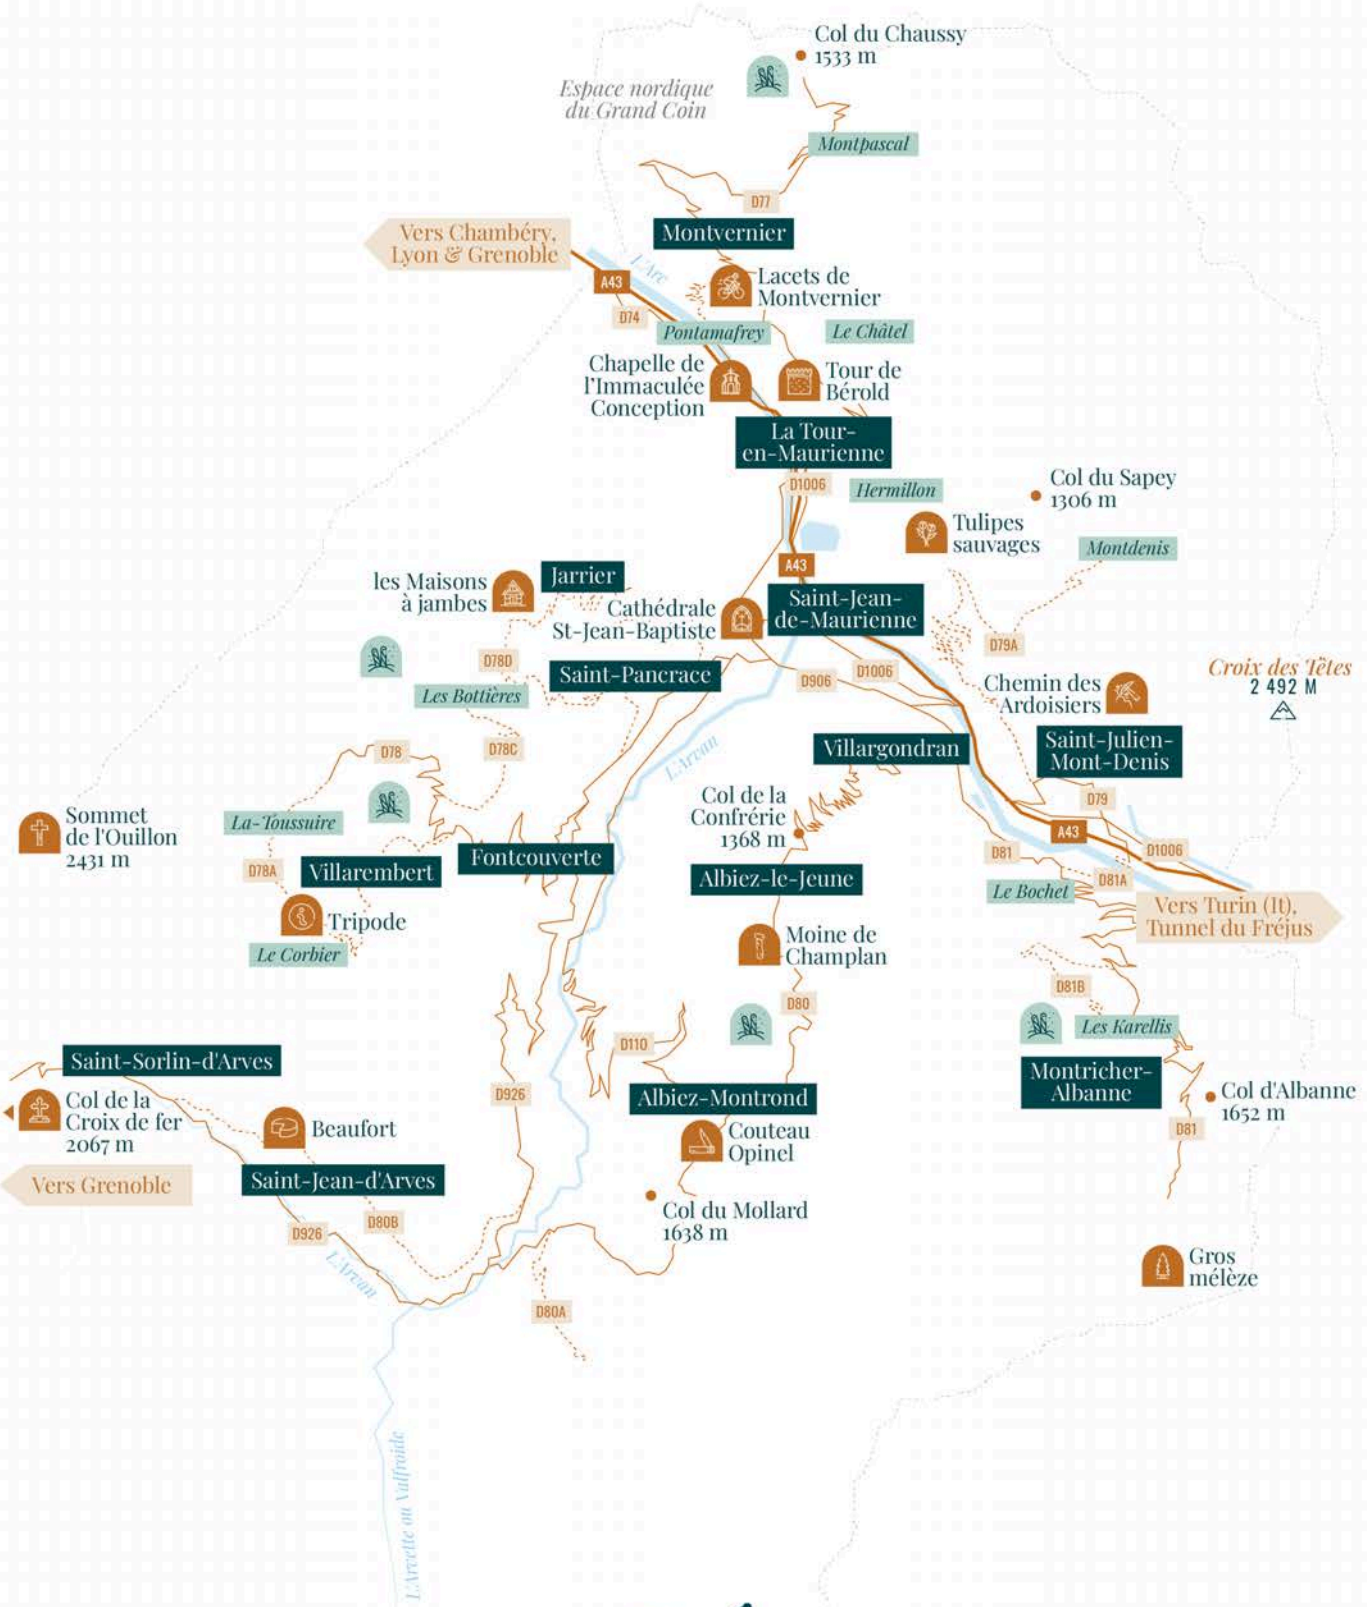 Col du Chaussy
1533 m
Espace nordique
du Grand Coin
Montpascal
D77
Montvernier
Vers Chambéry,
Lyon & Grenoble
L'Arc
A43
Lacets de
Montvernier
D74
Pontamafrey
Le Châtel
Chapelle de
l'Immaculée
Conception
Tour de
Bérold
La Tour-
en-Maurienne
D1006
Hermillon
Col du Sapey
1306 m
Tulipes
sauvages
Montdenis
A43
les Maisons
à jambes
Jarrier
Cathédrale
St-Jean-Baptiste
Saint-Jean-
de-Maurienne
D79A
D78D
Saint-Pancrace
D906
D1006
Les Bottières
Chemin des
Ardoisiers
Croix des Têtes
2 492 M
D78
D78C
L'Arvan
Villargondran
Saint-Julien-
Mont-Denis
Sommet
de l'Ouillon
2431 m
La-Toussuire
Col de la
Confrérie
1368 m
D79
A43
D1006
D78A
Villarembert
Fontcouverte
Albiez-le-Jeune
D81
D81A
Le Bochet
Vers Turin (It),
Tunnel du Fréjus
Tripode
Le Corbier
Moine de
Champlan
D81B
D80
Les Karellis
D110
Saint-Sorlin-d'Arves
Montricher-
Albanne
Col de la
Croix de fer
2067 m
D926
Albiez-Montrond
Col d'Albanne
1652 m
Beaufort
Couteau
Opinel
D81
Vers Grenoble
Saint-Jean-d'Arves
Col du Mollard
1638 m
D926
D80B
L'Arvan
Gros
mélèze
D80A
L'Arvette ou Valfroide